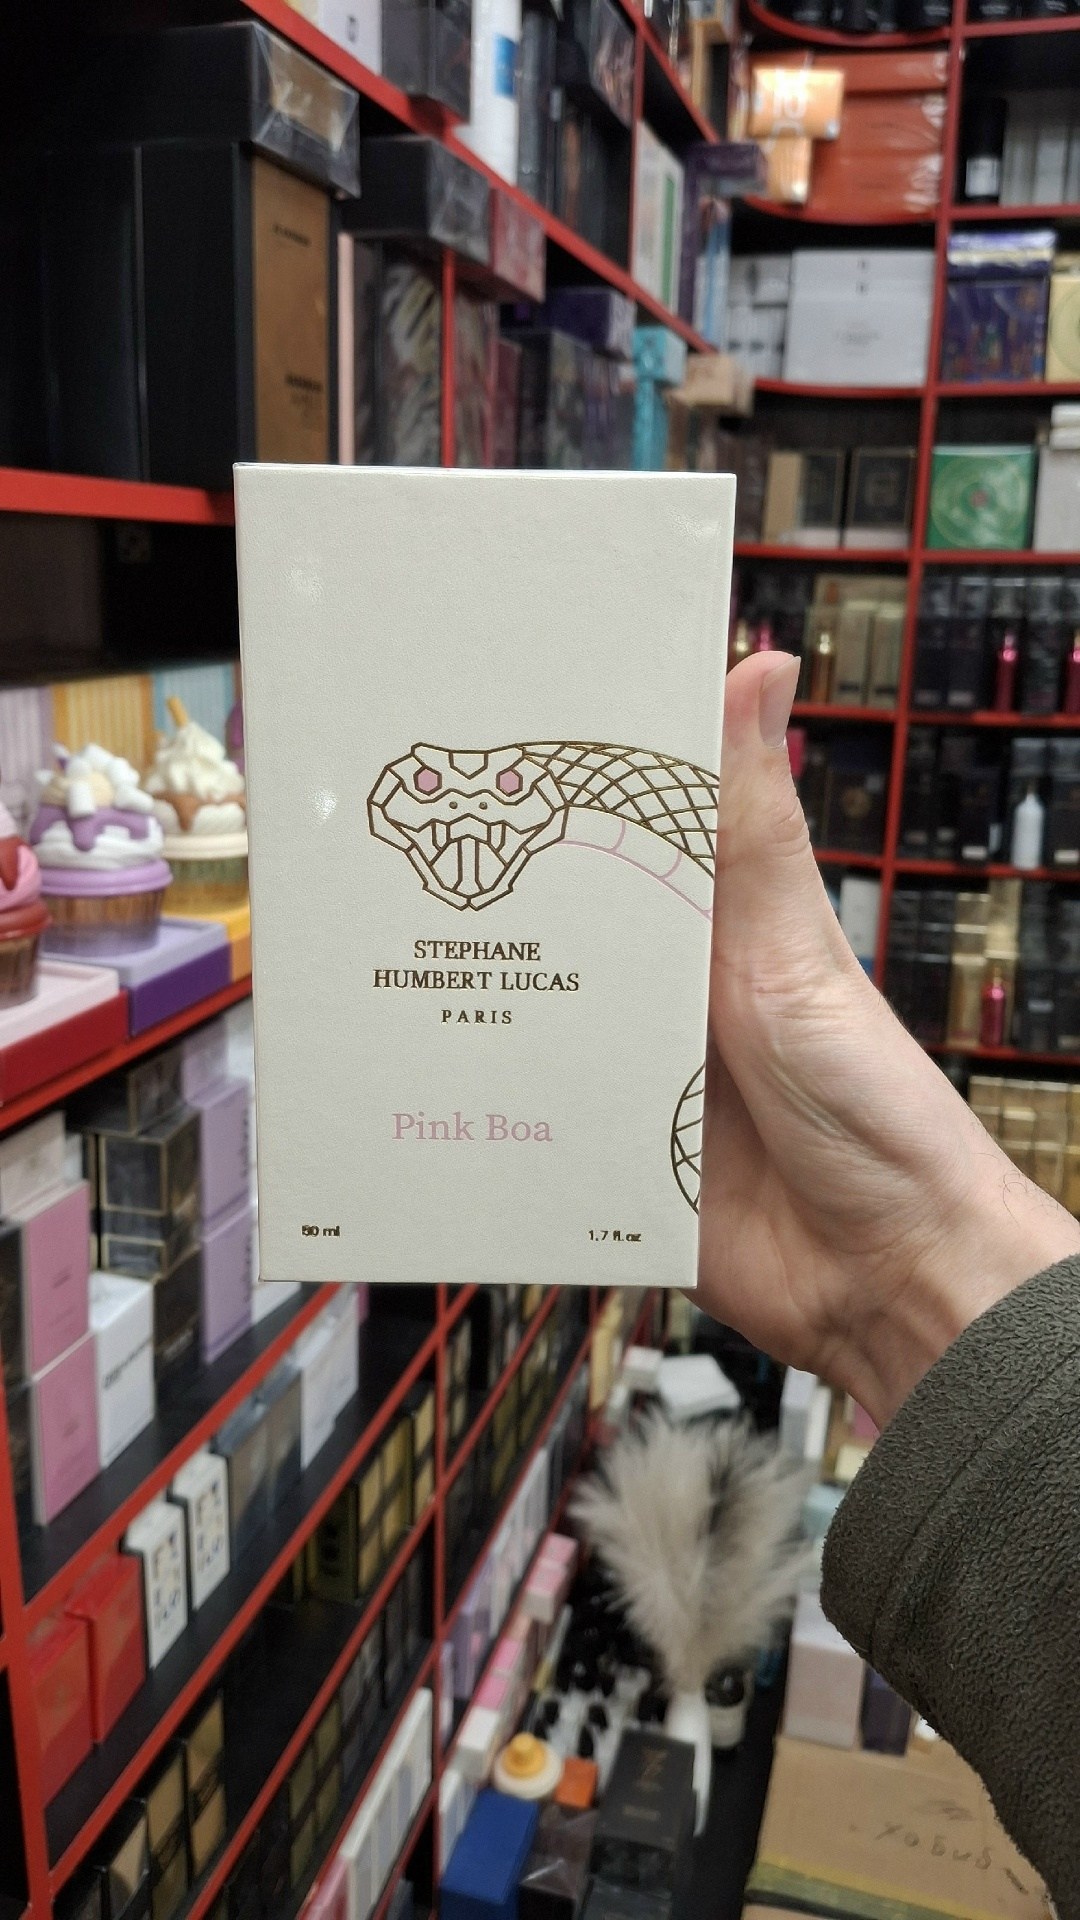 STEPHANE
HUMBERT LUCAS
PARIS
Pink Boa
50 ml
1.7 fl.oz